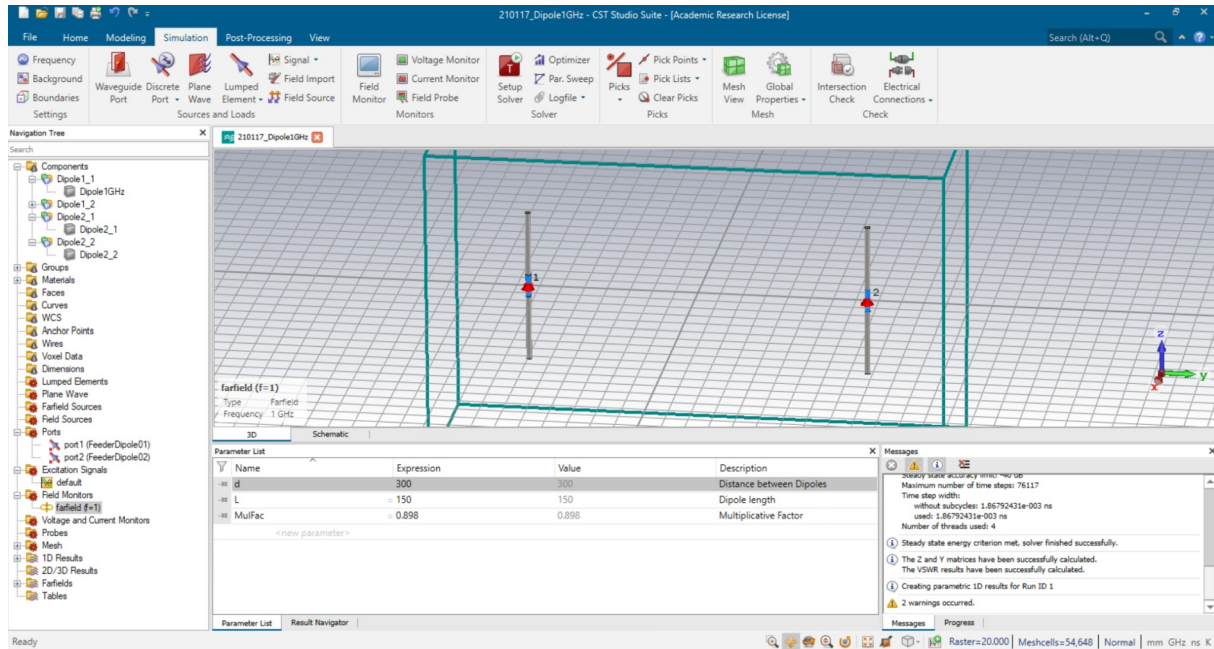 210117_Dipole1GHz - CST Studio Suite - [Academic Research License]
File Home Modeling Simulation Post-Processing View Search (Alt+Q)
Frequency
Background
Boundaries
Settings
Waveguide Port
Discrete Port
Plane Wave
Lumped Element
Signal
Field Import
Field Source
Sources and Loads
Field Monitor
Voltage Monitor
Current Monitor
Field Probe
Monitors
Setup Solver
Optimizer
Par. Sweep
Logfile
Solver
Picks
Pick Points
Pick Lists
Clear Picks
Picks
Mesh View
Global Properties
Mesh
Intersection Check
Electrical Connections
Check
Navigation Tree
Search
Components
Dipole1_1
Dipole1GHz
Dipole1_2
Dipole2_1
Dipole2_1
Dipole2_2
Dipole2_2
Groups
Materials
Faces
Curves
WCS
Anchor Points
Wires
Voxel Data
Dimensions
Lumped Elements
Plane Wave
Farfield Sources
Field Sources
Ports
port1 (FeederDipole01)
port2 (FeederDipole02)
Excitation Signals
default
Field Monitors
farfield (f=1)
Voltage and Current Monitors
Probes
Mesh
1D Results
2D/3D Results
Farfields
Tables
210117_Dipole1GHz
1
2
z
y
x
farfield (f=1)
Type Farfield
Frequency 1 GHz
3D Schematic
Parameter List
Name Expression Value Description
d 300 300 Distance between Dipoles
L = 150 150 Dipole length
MulFac = 0.898 0.898 Multiplicative Factor
<new parameter>
Parameter List Result Navigator
Messages
Steady state accuracy limit: -40 dB
Maximum number of time steps: 76117
Time step width:
without subcycles: 1.86792431e-003 ns
used: 1.86792431e-003 ns
Number of threads used: 4
Steady state energy criterion met, solver finished successfully.
The Z and Y matrices have been successfully calculated.
The VSWR results have been successfully calculated.
Creating parametric 1D results for Run ID 1
2 warnings occurred.
Messages Progress
Ready
Raster=20.000 Meshcells=54,648 Normal mm GHz ns K